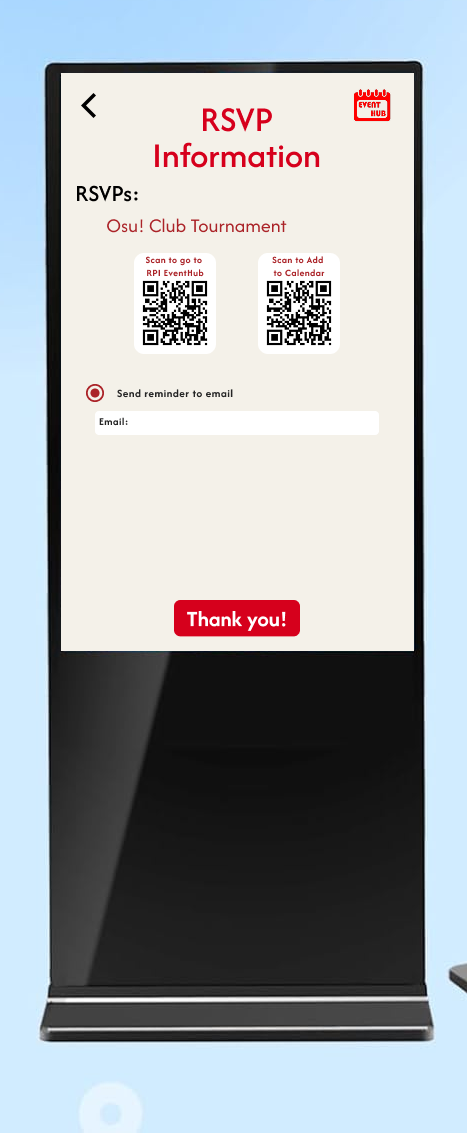 EVENT
HUB
RSVP
Information
RSVPs:
Osu! Club Tournament
Scan to go to
RPI EventHub
Scan to Add
to Calendar
Send reminder to email
Email:
Thank you!